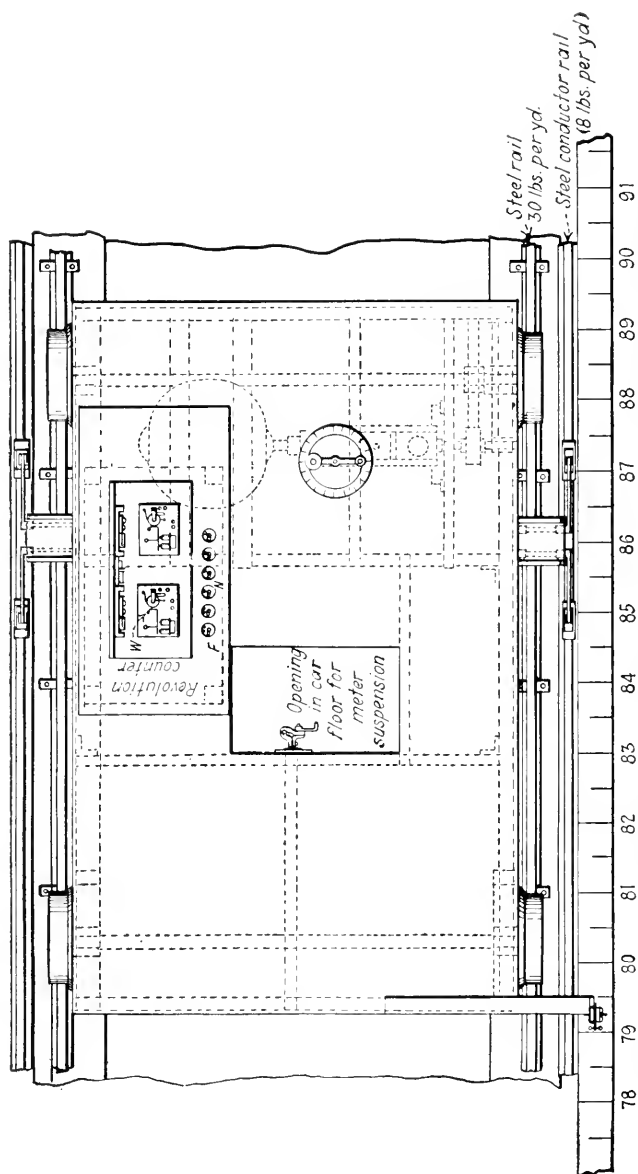 Steel rail
30 lbs. per yd.
Steel conductor rail
(8 lbs. per yd)
W
F
N
Revolution
counter
Opening
in car
floor for
meter
suspension
78 79 80 81 82 83 84 85 86 87 88 89 90 91